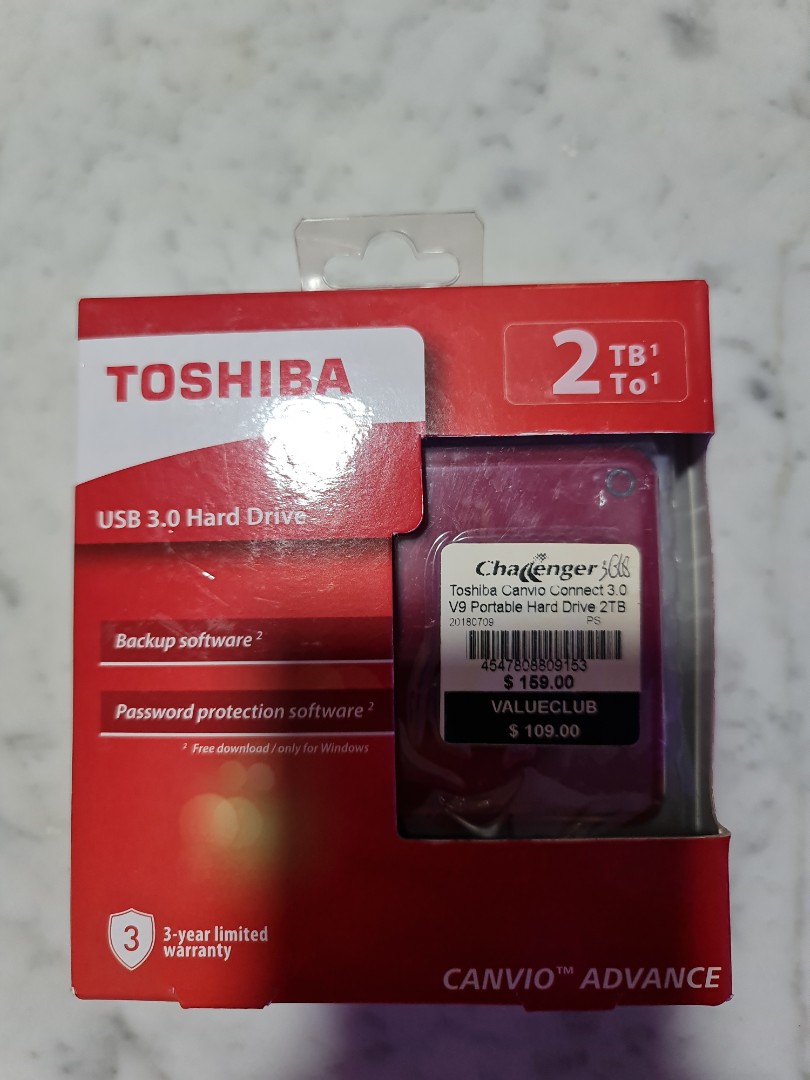 TOSHIBA
2 TB¹
To¹
USB 3.0 Hard Drive
Backup software ²
Password protection software ²
² Free download / only for Windows
Challenger
Toshiba Canvio Connect 3.0
V9 Portable Hard Drive 2TB
20180709 PS
4547808809153
$ 159.00
VALUECLUB
$ 109.00
3
3-year limited
warranty
CANVIO™ ADVANCE